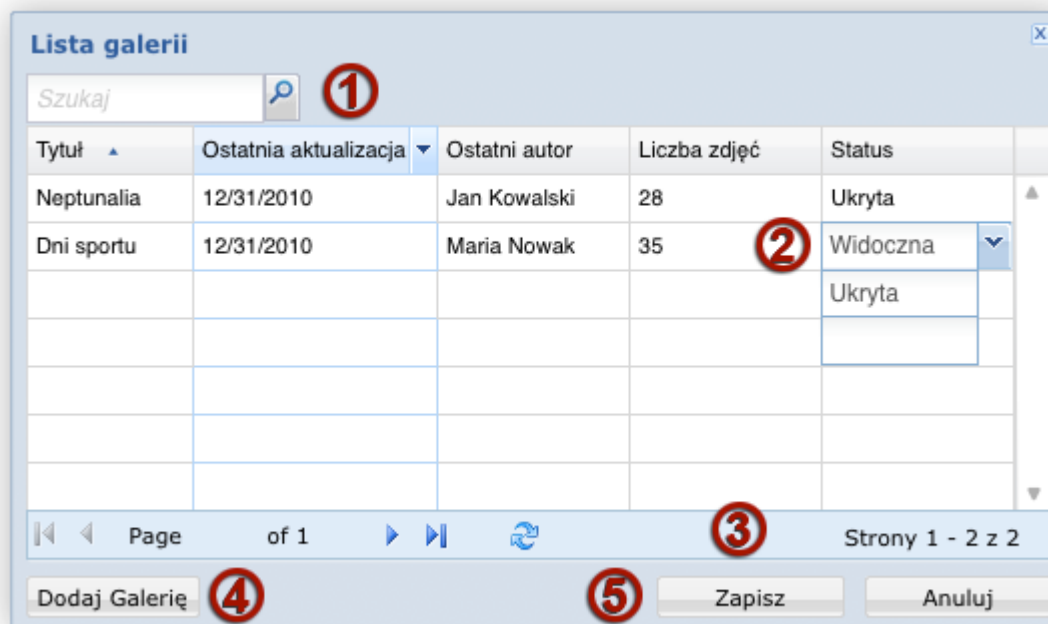 Lista galerii
x
Szukaj 1
Tytuł Ostatnia aktualizacja Ostatni autor Liczba zdjęć Status
Neptunalia 12/31/2010 Jan Kowalski 28 Ukryta
Dni sportu 12/31/2010 Maria Nowak 35 2 Widoczna
Ukryta
Page of 1 3 Strony 1 - 2 z 2
Dodaj Galerię 4 5 Zapisz Anuluj